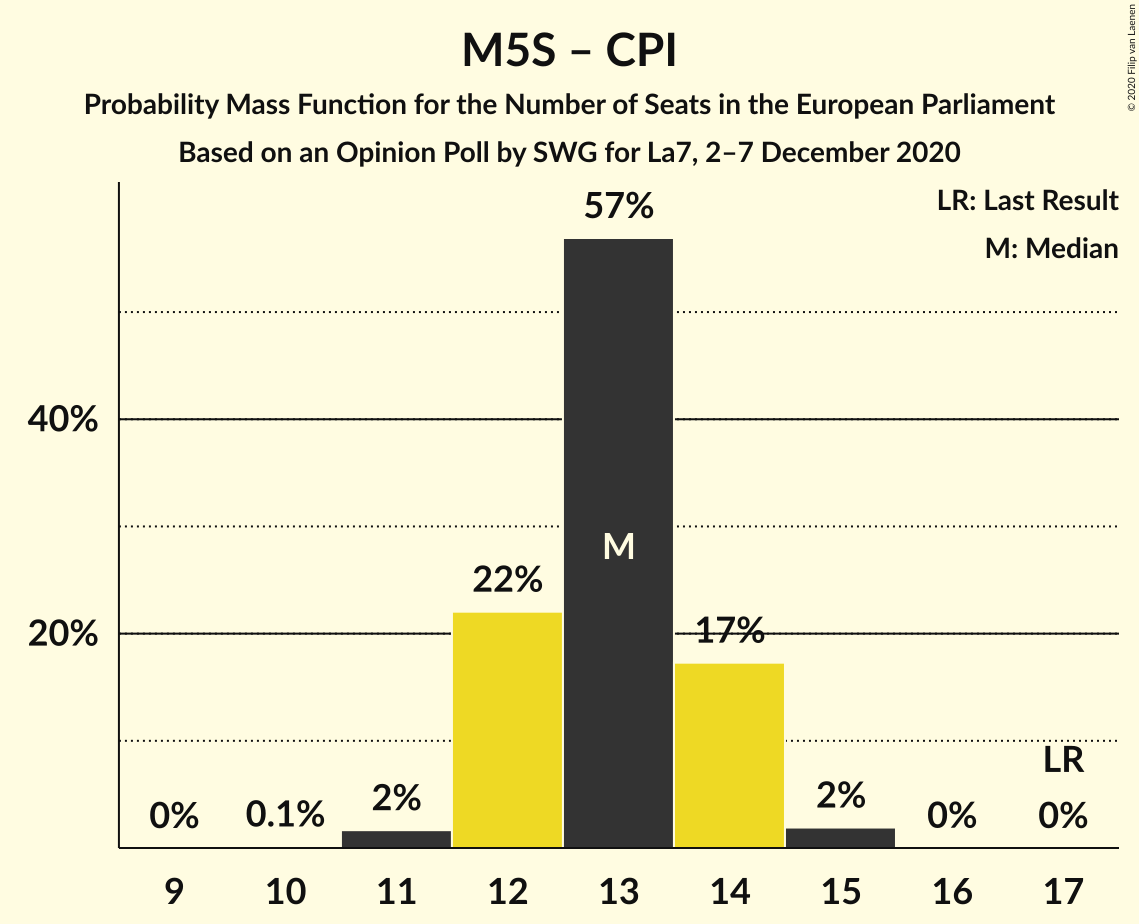 M5S – CPI
Probability Mass Function for the Number of Seats in the European Parliament
Based on an Opinion Poll by SWG for La7, 2–7 December 2020
© 2020 Filip van Laenen
LR: Last Result
M: Median
57%
40%
M
22%
20%
17%
LR
0%
0.1%
2%
2%
0%
0%
9 10 11 12 13 14 15 16 17